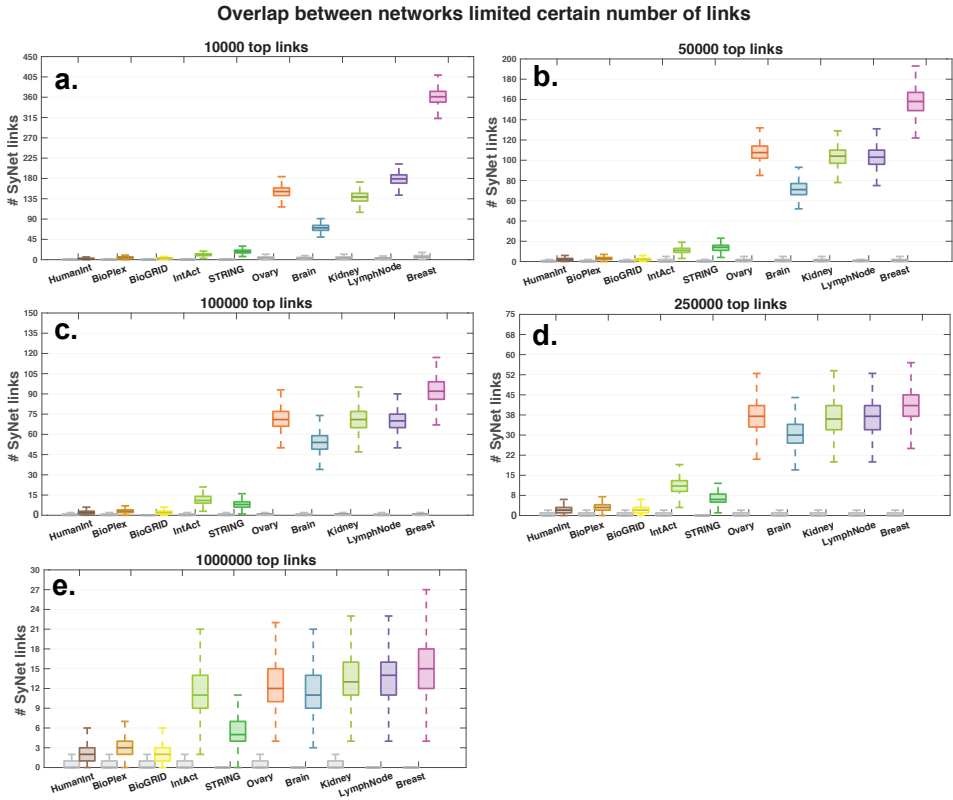 Overlap between networks limited certain number of links
10000 top links
a.
# SyNet links
450
405
360
315
270
225
180
135
90
45
0
HumanInt
BioPlex
BioGRID
IntAct
STRING
Ovary
Brain
Kidney
LymphNode
Breast
50000 top links
b.
# SyNet links
200
180
160
140
120
100
80
60
40
20
0
HumanInt
BioPlex
BioGRID
IntAct
STRING
Ovary
Brain
Kidney
LymphNode
Breast
100000 top links
c.
# SyNet links
150
135
120
105
90
75
60
45
30
15
0
HumanInt
BioPlex
BioGRID
IntAct
STRING
Ovary
Brain
Kidney
LymphNode
Breast
250000 top links
d.
# SyNet links
75
68
60
52
45
38
30
22
15
8
0
HumanInt
BioPlex
BioGRID
IntAct
STRING
Ovary
Brain
Kidney
LymphNode
Breast
1000000 top links
e.
# SyNet links
30
27
24
21
18
15
12
9
6
3
0
HumanInt
BioPlex
BioGRID
IntAct
STRING
Ovary
Brain
Kidney
LymphNode
Breast